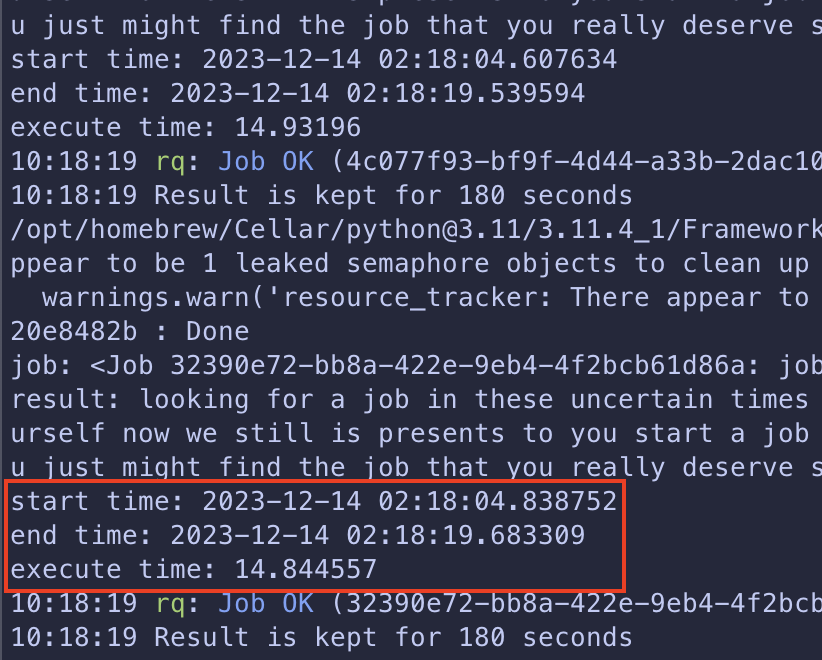 u just might find the job that you really deserve s
start time: 2023-12-14 02:18:04.607634
end time: 2023-12-14 02:18:19.539594
execute time: 14.93196
10:18:19 rq: Job OK (4c077f93-bf9f-4d44-a33b-2dac10
10:18:19 Result is kept for 180 seconds
/opt/homebrew/Cellar/python@3.11/3.11.4_1/Framework
ppear to be 1 leaked semaphore objects to clean up
  warnings.warn('resource_tracker: There appear to
20e8482b : Done
job: <Job 32390e72-bb8a-422e-9eb4-4f2bcb61d86a: job
result: looking for a job in these uncertain times
urself now we still is presents to you start a job
u just might find the job that you really deserve s
start time: 2023-12-14 02:18:04.838752
end time: 2023-12-14 02:18:19.683309
execute time: 14.844557
10:18:19 rq: Job OK (32390e72-bb8a-422e-9eb4-4f2bcb
10:18:19 Result is kept for 180 seconds